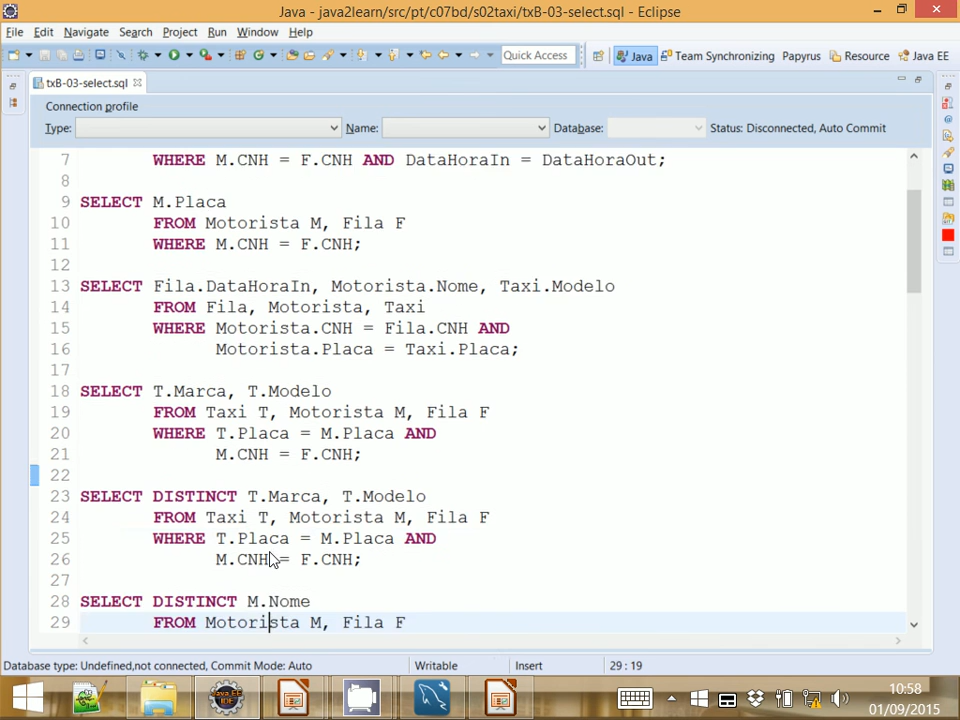 Java - java2learn/src/pt/c07bd/s02taxi/txB-03-select.sql - Eclipse
File Edit Navigate Search Project Run Window Help
Quick Access Java Team Synchronizing Papyrus Resource Java EE
txB-03-select.sql
Connection profile
Type: Name: Database: Status: Disconnected, Auto Commit
7 WHERE M.CNH = F.CNH AND DataHoraIn = DataHoraOut;
8
9 SELECT M.Placa
10 FROM Motorista M, Fila F
11 WHERE M.CNH = F.CNH;
12
13 SELECT Fila.DataHoraIn, Motorista.Nome, Taxi.Modelo
14 FROM Fila, Motorista, Taxi
15 WHERE Motorista.CNH = Fila.CNH AND
16 Motorista.Placa = Taxi.Placa;
17
18 SELECT T.Marca, T.Modelo
19 FROM Taxi T, Motorista M, Fila F
20 WHERE T.Placa = M.Placa AND
21 M.CNH = F.CNH;
22
23 SELECT DISTINCT T.Marca, T.Modelo
24 FROM Taxi T, Motorista M, Fila F
25 WHERE T.Placa = M.Placa AND
26 M.CNH = F.CNH;
27
28 SELECT DISTINCT M.Nome
29 FROM Motorista M, Fila F
Database type: Undefined,not connected, Commit Mode: Auto Writable Insert 29 : 19
Java EE
IDE
10:58
01/09/2015